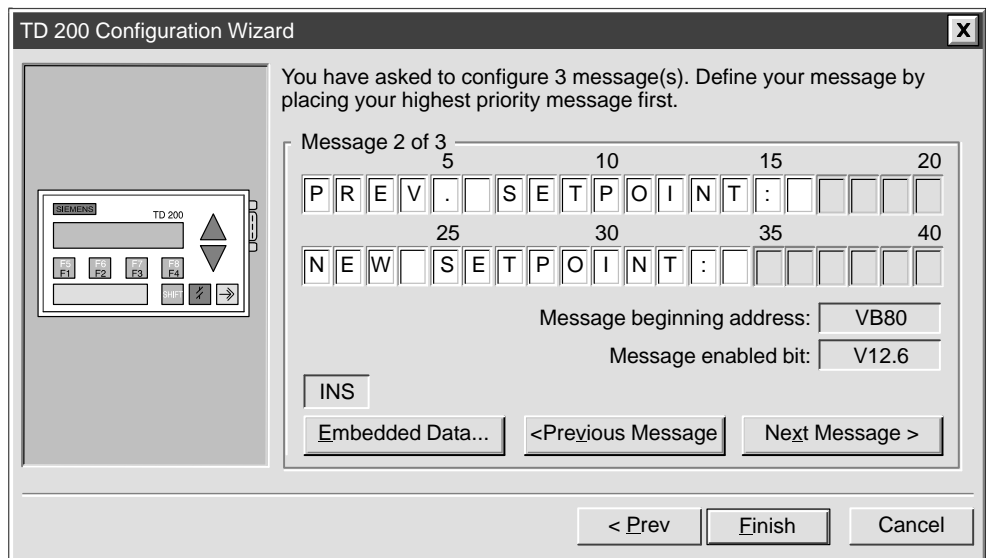 TD 200 Configuration Wizard X
You have asked to configure 3 message(s). Define your message by
placing your highest priority message first.
Message 2 of 3
5 10 15 20
PREV. SETPOINT:
25 30 35 40
NEW SETPOINT:
SIEMENS
TD 200
F5 F6 F7 F8
F1 F2 F3 F4
SHIFT
Message beginning address: VB80
Message enabled bit: V12.6
INS
Embedded Data... <Previous Message Next Message >
< Prev Finish Cancel